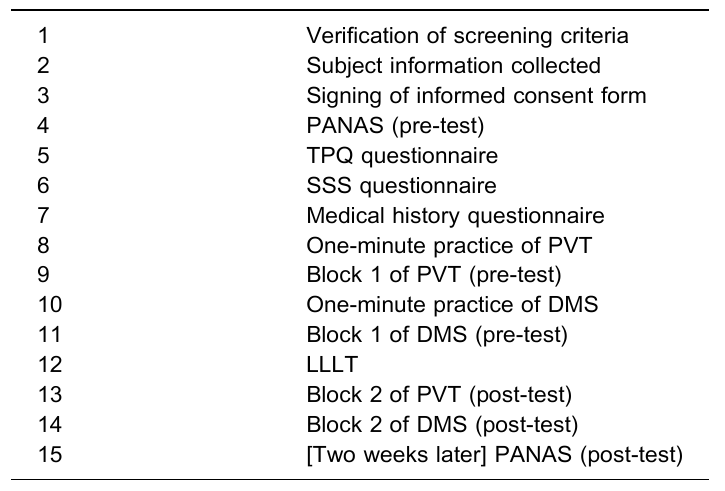 1 Verification of screening criteria
2 Subject information collected
3 Signing of informed consent form
4 PANAS (pre-test)
5 TPQ questionnaire
6 SSS questionnaire
7 Medical history questionnaire
8 One-minute practice of PVT
9 Block 1 of PVT (pre-test)
10 One-minute practice of DMS
11 Block 1 of DMS (pre-test)
12 LLLT
13 Block 2 of PVT (post-test)
14 Block 2 of DMS (post-test)
15 [Two weeks later] PANAS (post-test)